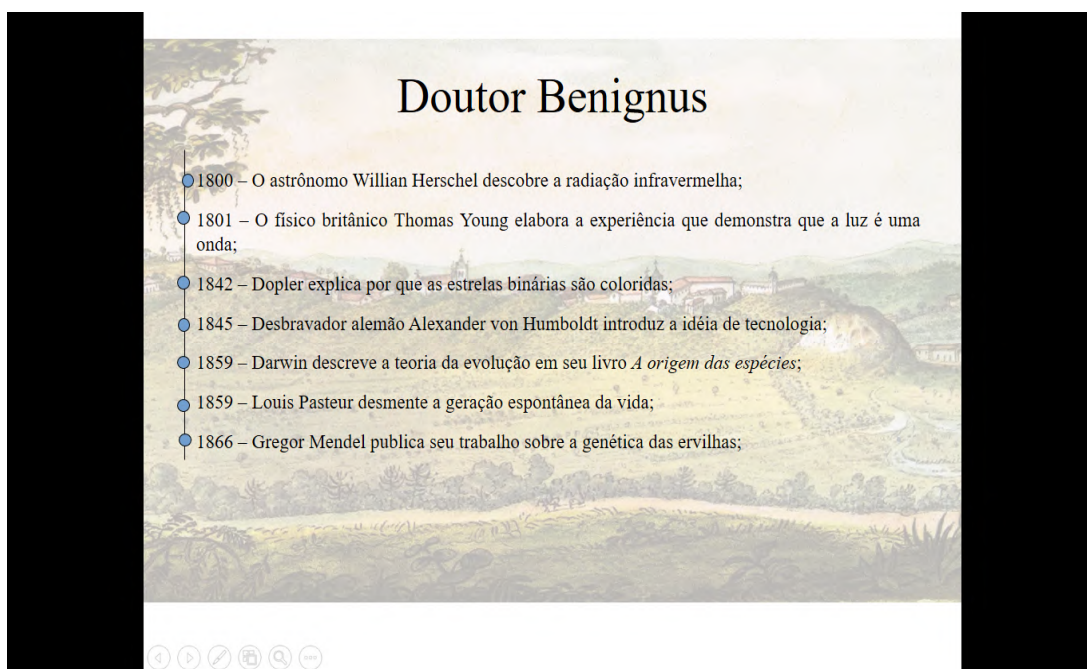 Doutor Benignus
1800 – O astrônomo Willian Herschel descobre a radiação infravermelha;
1801 – O físico britânico Thomas Young elabora a experiência que demonstra que a luz é uma
onda;
1842 – Dopler explica por que as estrelas binárias são coloridas;
1845 – Desbravador alemão Alexander von Humboldt introduz a idéia de tecnologia;
1859 – Darwin descreve a teoria da evolução em seu livro A origem das espécies;
1859 – Louis Pasteur desmente a geração espontânea da vida;
1866 – Gregor Mendel publica seu trabalho sobre a genética das ervilhas;